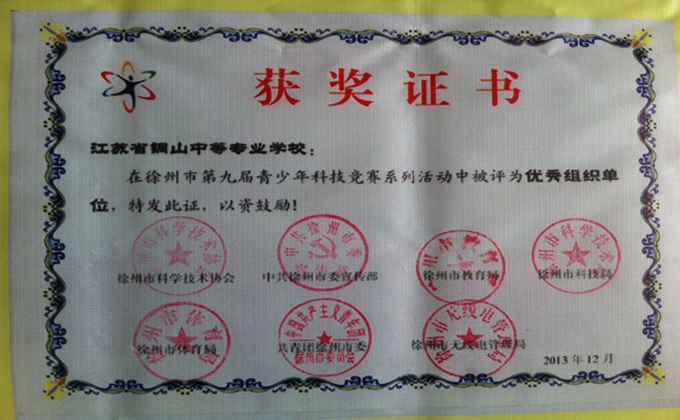 获奖证书
江苏省铜山中等专业学校：
在徐州市第九届青少年科技竞赛系列活动中被评为优秀组织单
位，特发此证，以资鼓励！
徐州市科学技术协会 中共徐州市委宣传部 徐州市教育局 徐州市科技局
徐州市体育局 共青团徐州市委 徐州市无线电管理局
2013年12月